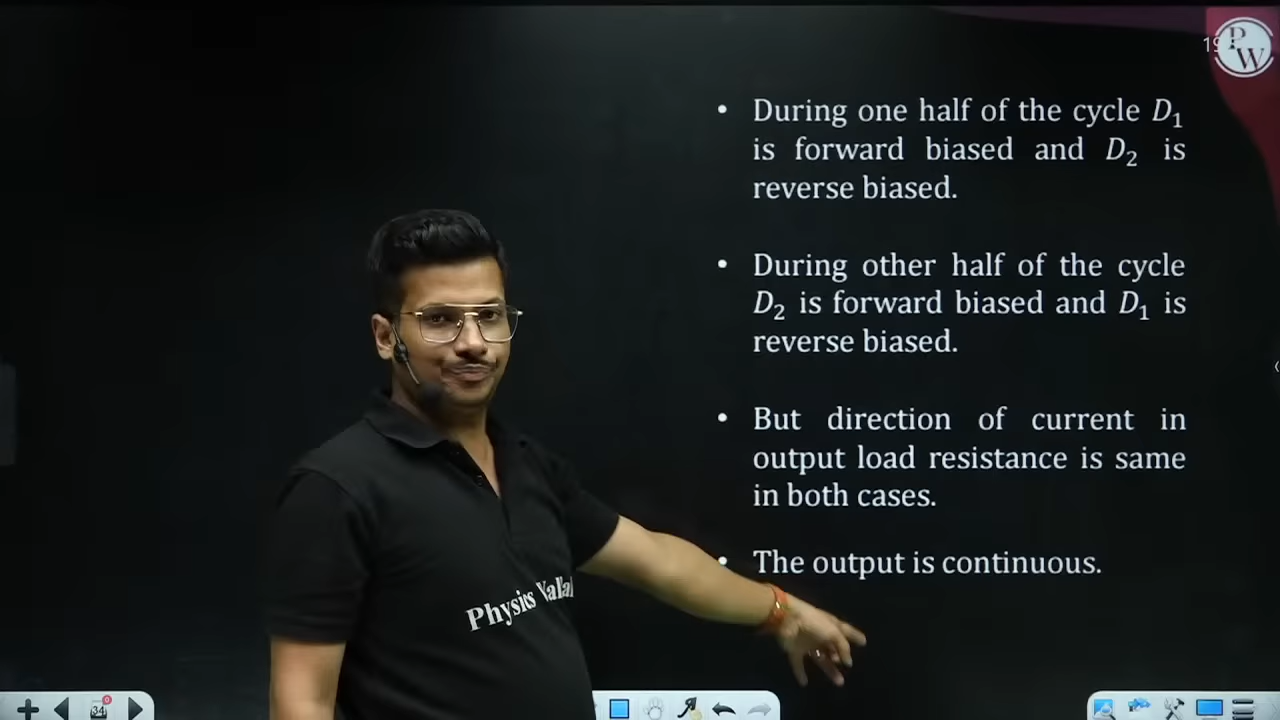 PW
• During one half of the cycle D₁
is forward biased and D₂ is
reverse biased.
• During other half of the cycle
D₂ is forward biased and D₁ is
reverse biased.
• But direction of current in
output load resistance is same
in both cases.
• The output is continuous.
Physics
34